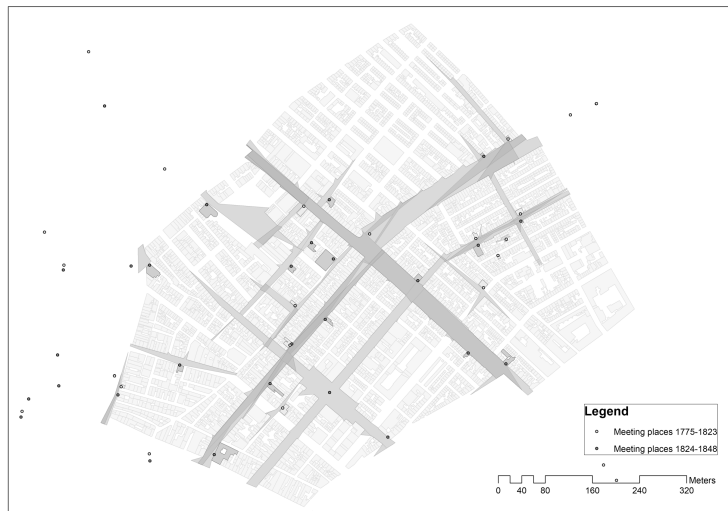 Legend
Meeting places 1775-1823
Meeting places 1824-1848
Meters
0 40 80 160 240 320